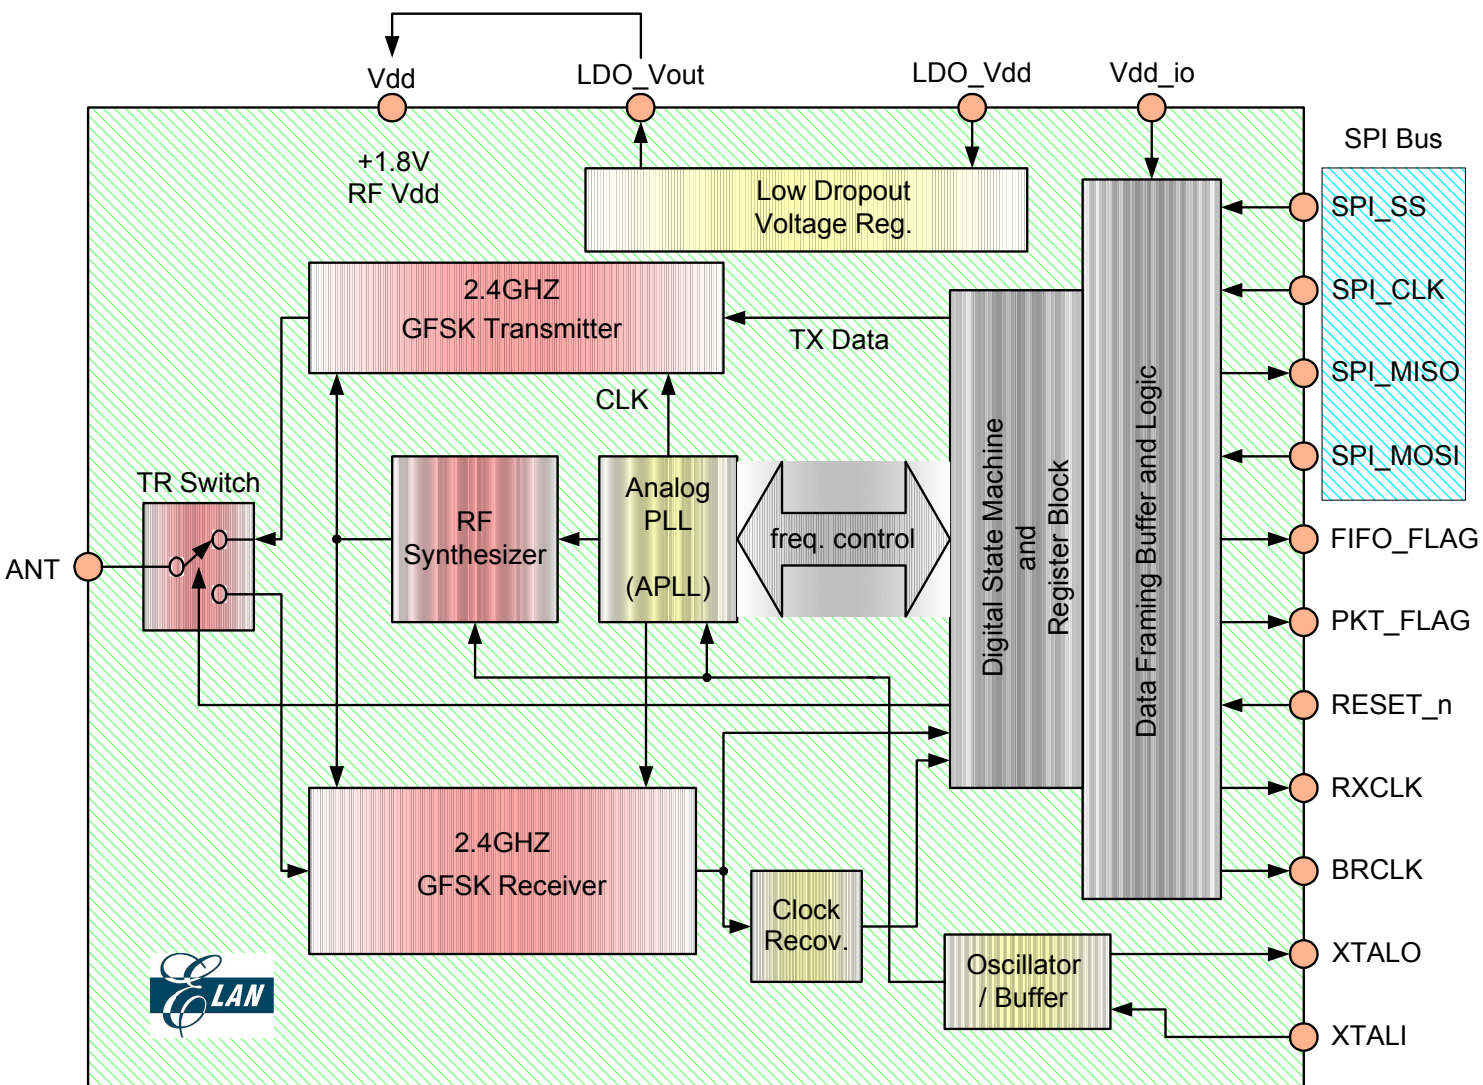 Vdd
LDO_Vout
LDO_Vdd
Vdd_io
SPI Bus
+1.8V
RF Vdd
Low Dropout
Voltage Reg.
SPI_SS
SPI_CLK
SPI_MISO
SPI_MOSI
2.4GHZ
GFSK Transmitter
TX Data
CLK
TR Switch
RF
Synthesizer
Analog
PLL
(APLL)
freq. control
Digital State Machine
and
Register Block
Data Framing Buffer and Logic
ANT
FIFO_FLAG
PKT_FLAG
RESET_n
RXCLK
BRCLK
2.4GHZ
GFSK Receiver
Clock
Recov.
Oscillator
/ Buffer
XTALO
XTALI
ELAN